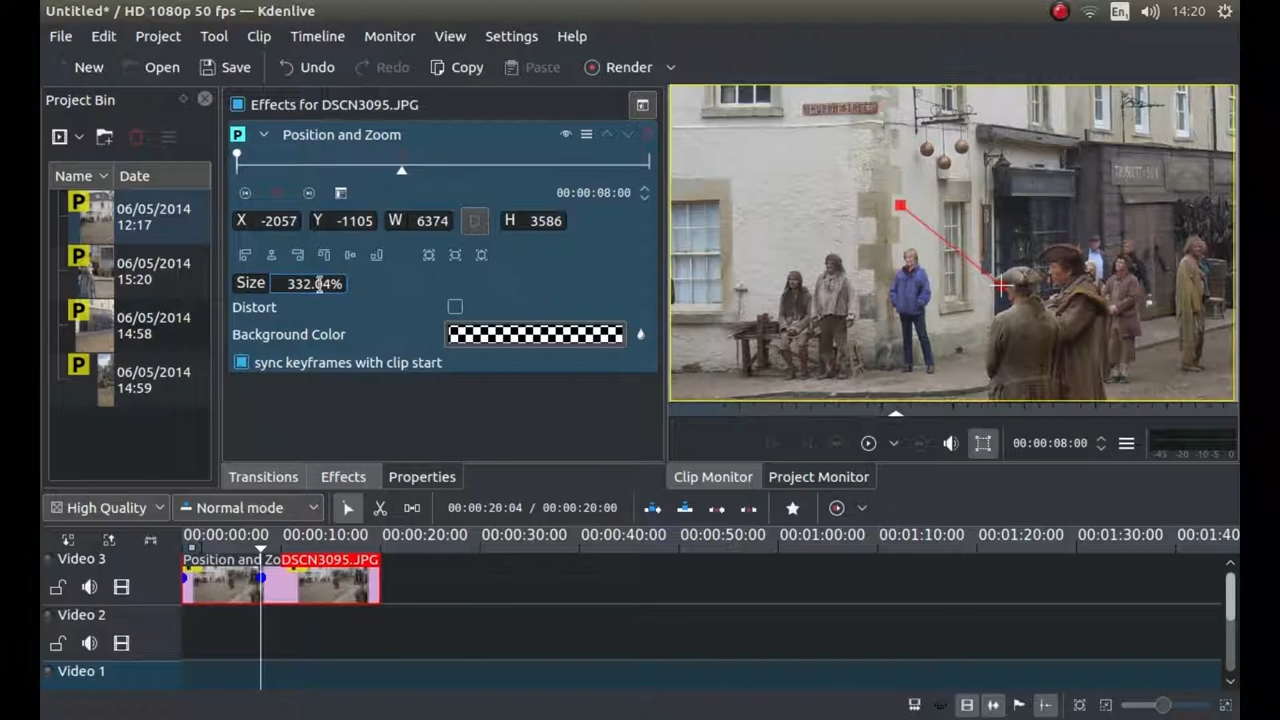 Untitled* / HD 1080p 50 fps — Kdenlive
En1
14:20
File Edit Project Tool Clip Timeline Monitor View Settings Help
New Open Save Undo Redo Copy Paste Render
Project Bin
Effects for DSCN3095.JPG
Position and Zoom
Name Date
06/05/2014
12:17
06/05/2014
15:20
06/05/2014
14:58
06/05/2014
14:59
P
P
P
P
P
00:00:08:00
X -2057 Y -1105 W 6374 H 3586
Size 332.04%
Distort
Background Color
sync keyframes with clip start
00:00:08:00
-45 -20 -10 -5 0
Transitions Effects Properties
Clip Monitor Project Monitor
High Quality Normal mode 00:00:20:04 / 00:00:20:00
00:00:00:00 00:00:10:00 00:00:20:00 00:00:30:00 00:00:40:00 00:00:50:00 00:01:00:00 00:01:10:00 00:01:20:00 00:01:30:00 00:01:40
Video 3
Position and Zo
DSCN3095.JPG
Video 2
Video 1